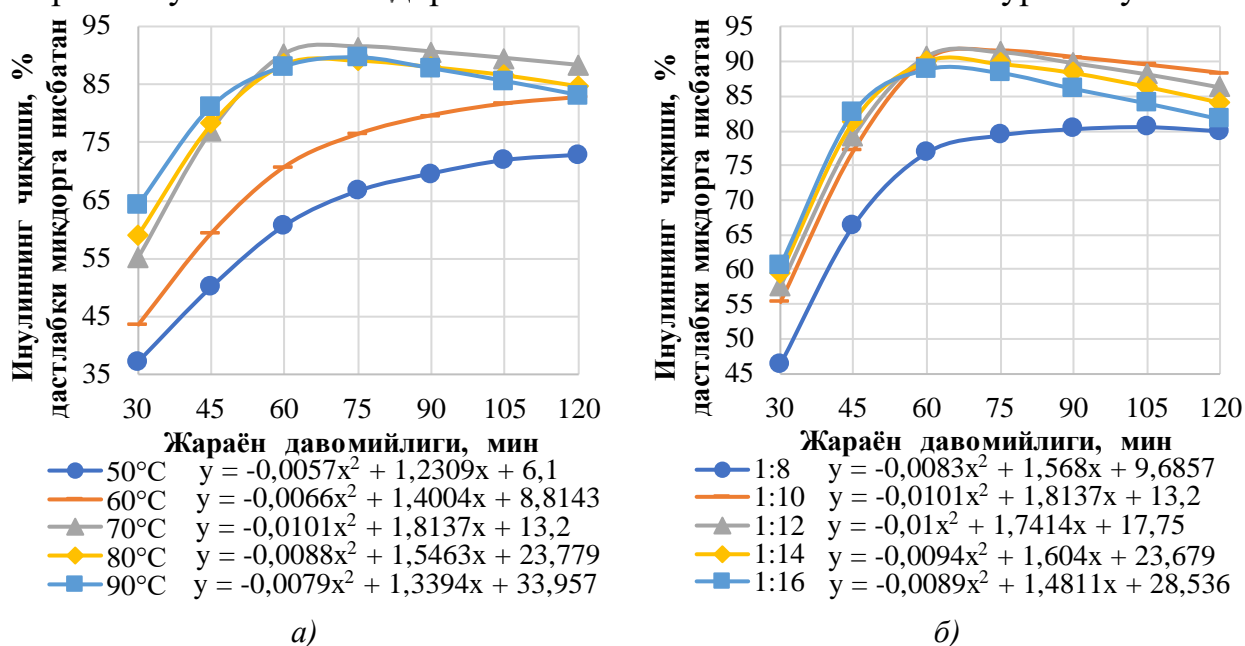 Инулиннинг чиқиши, %
дастлабки микдорга нисбатан
95
85
75
65
55
45
35
30 45 60 75 90 105 120
Жараён давомийлиги, мин
50°C y = -0,0057x² + 1,2309x + 6,1
60°C y = -0,0066x² + 1,4004x + 8,8143
70°C y = -0,0101x² + 1,8137x + 13,2
80°C y = -0,0088x² + 1,5463x + 23,779
90°C y = -0,0079x² + 1,3394x + 33,957
а)
Инулиннинг чиқиши, %
дастлабки микдорга нисбатан
95
90
85
80
75
70
65
60
55
50
45
30 45 60 75 90 105 120
Жараён давомийлиги, мин
1:8 y = -0,0083x² + 1,568x + 9,6857
1:10 y = -0,0101x² + 1,8137x + 13,2
1:12 y = -0,01x² + 1,7414x + 17,75
1:14 y = -0,0094x² + 1,604x + 23,679
1:16 y = -0,0089x² + 1,4811x + 28,536
б)